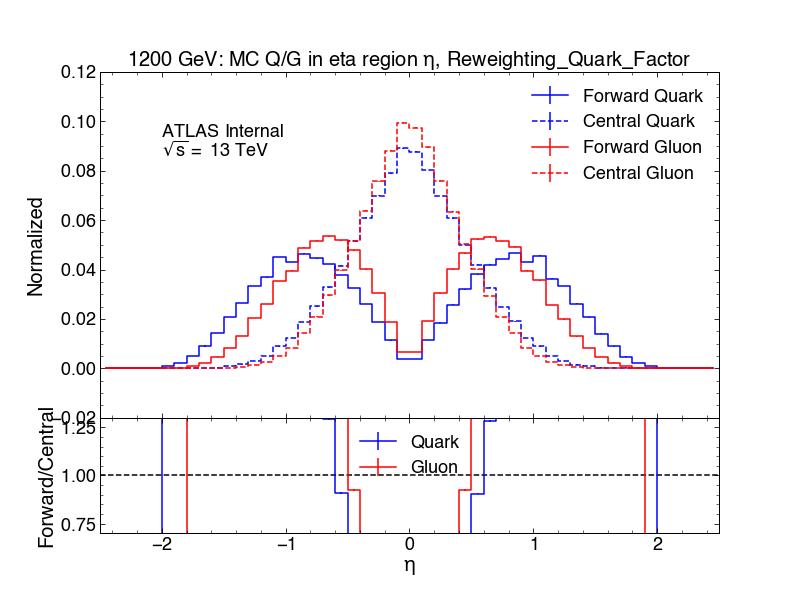 1200 GeV: MC Q/G in eta region η, Reweighting_Quark_Factor
0.12
0.10
0.08
0.06
0.04
0.02
0.00
−0.02
Normalized
ATLAS Internal
√s = 13 TeV
Forward Quark
Central Quark
Forward Gluon
Central Gluon
1.25
1.00
0.75
Forward/Central
Quark
Gluon
−2
−1
0
1
2
η